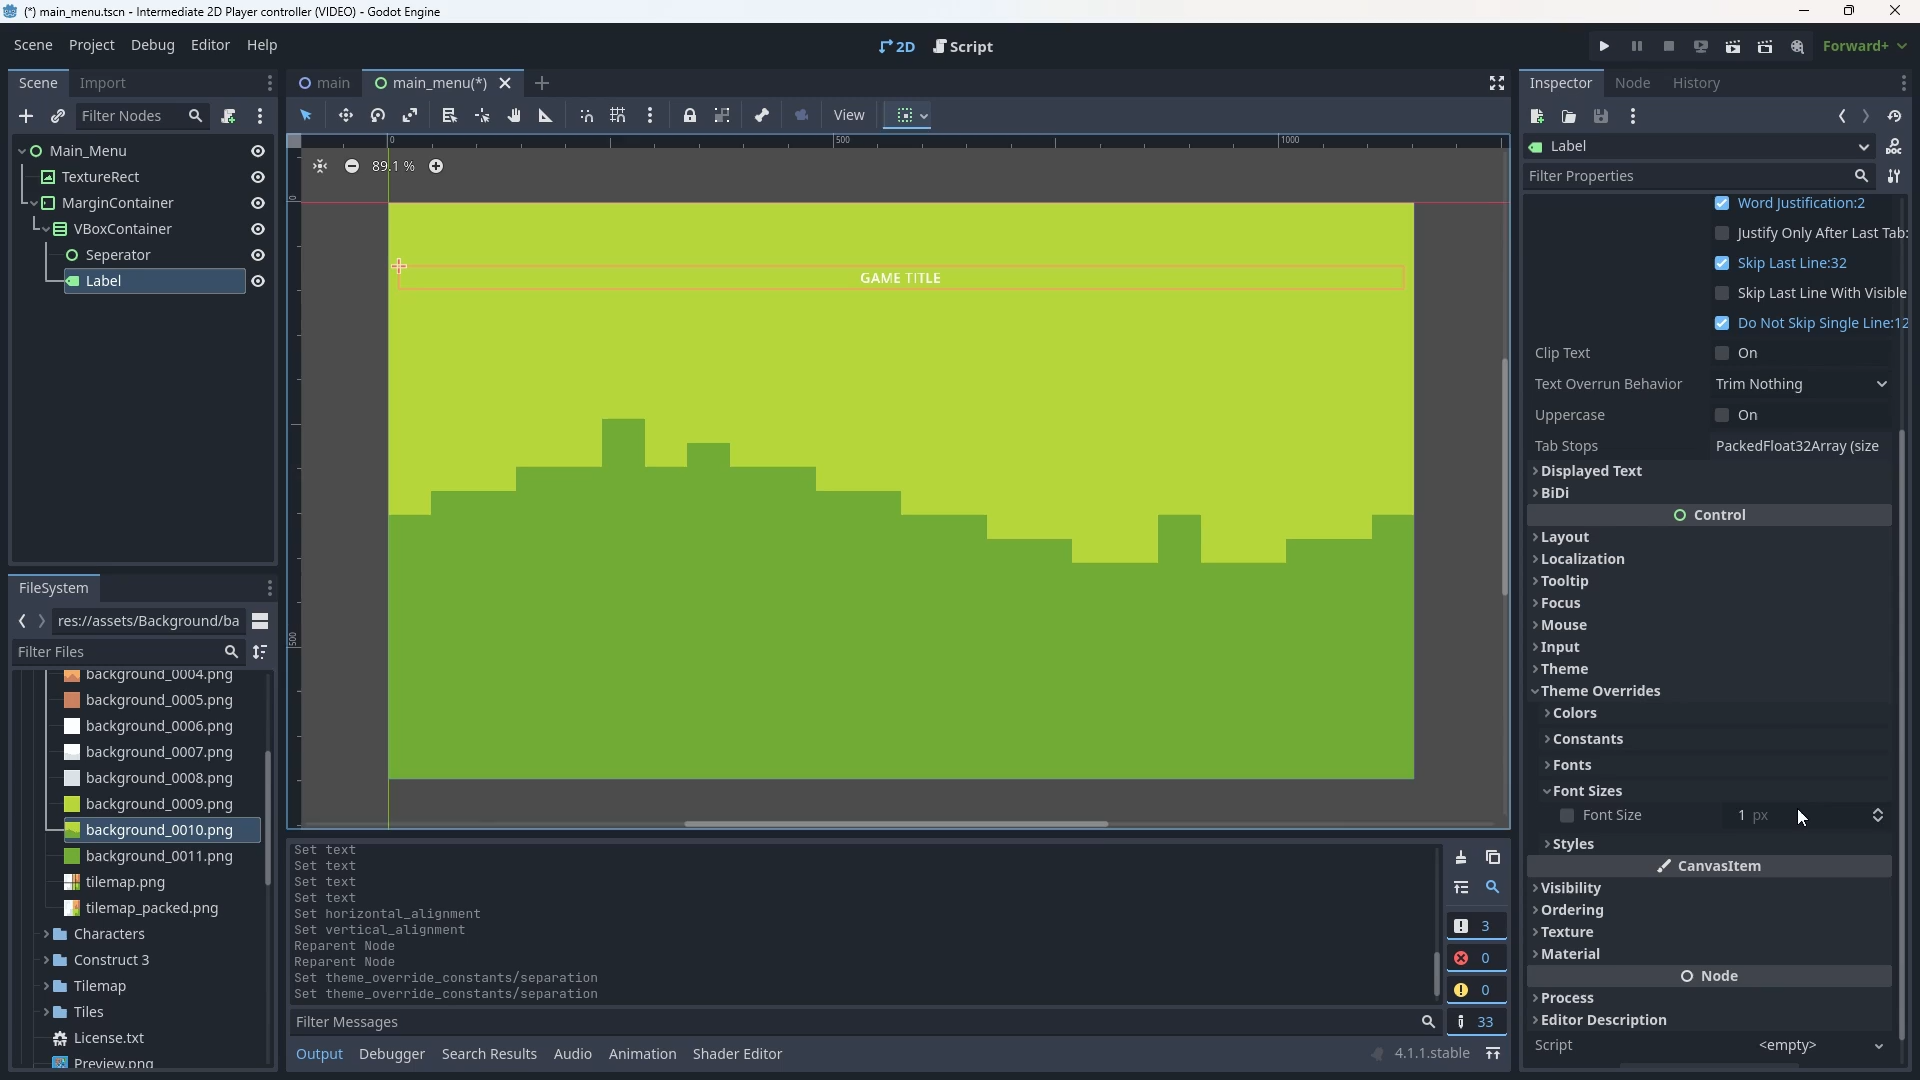 (*) main_menu.tscn - Intermediate 2D Player controller (VIDEO) - Godot Engine
Scene Project Debug Editor Help
2D Script
Forward+
Scene Import
Filter Nodes
Main_Menu
TextureRect
MarginContainer
VBoxContainer
Seperator
Label
FileSystem
res://assets/Background/ba
Filter Files
background_0004.png
background_0005.png
background_0006.png
background_0007.png
background_0008.png
background_0009.png
background_0010.png
background_0011.png
tilemap.png
tilemap_packed.png
Characters
Construct 3
Tilemap
Tiles
License.txt
Preview.png
main main_menu(*)
View
0 500 1000
0
500
89.1 %
GAME TITLE
Set text
Set text
Set text
Set text
Set horizontal_alignment
Set vertical_alignment
Reparent Node
Reparent Node
Set theme_override_constants/separation
Set theme_override_constants/separation
3
0
0
33
Filter Messages
Output Debugger Search Results Audio Animation Shader Editor
4.1.1.stable
Inspector Node History
Label
DOC
Filter Properties
Word Justification:2
Justify Only After Last Tab:
Skip Last Line:32
Skip Last Line With Visible
Do Not Skip Single Line:12
Clip Text On
Text Overrun Behavior Trim Nothing
Uppercase On
Tab Stops PackedFloat32Array (size
Displayed Text
BiDi
Control
Layout
Localization
Tooltip
Focus
Mouse
Input
Theme
Theme Overrides
Colors
Constants
Fonts
Font Sizes
Font Size 1 px
Styles
CanvasItem
Visibility
Ordering
Texture
Material
Node
Process
Editor Description
Script <empty>